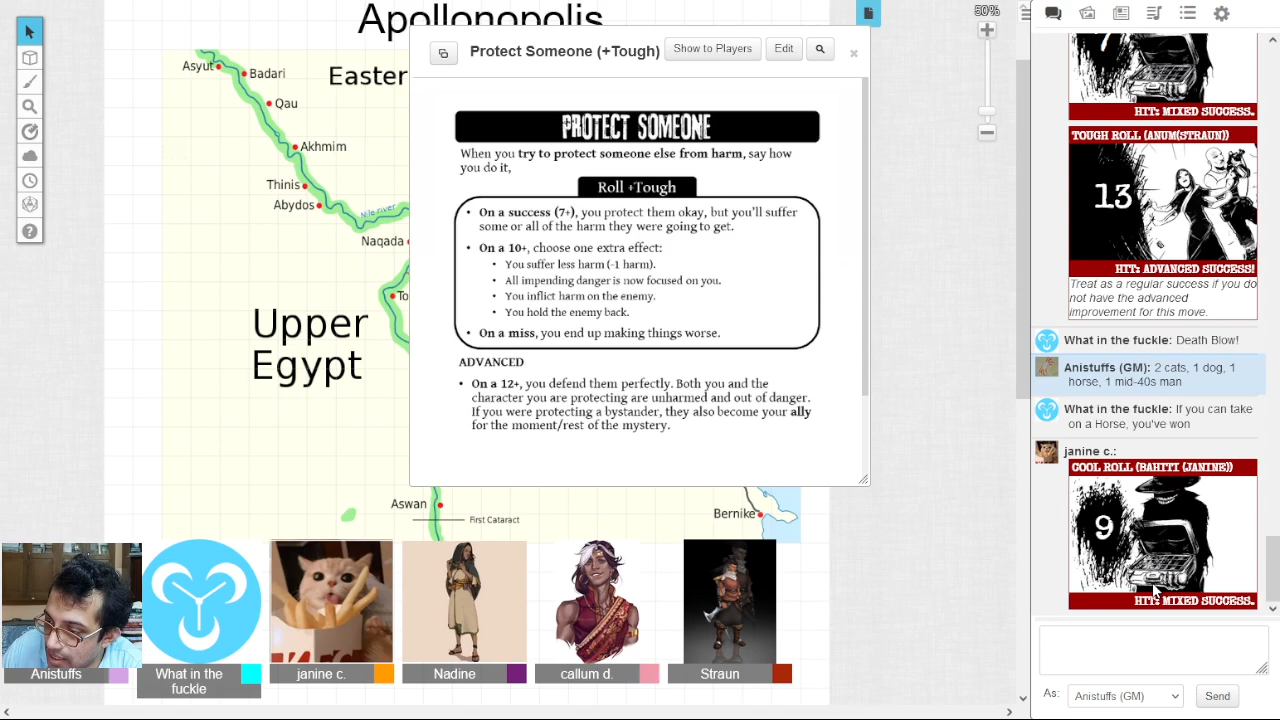 Apollonopolis
Asyut
Badari
Eastern
Qau
Akhmim
Thinis
Abydos
Nile river
Naqada
To
Upper
Egypt
Aswan
First Cataract
Bernike
Protect Someone (+Tough)
Show to Players
Edit
PROTECT SOMEONE
When you try to protect someone else from harm, say how
you do it,
Roll +Tough
• On a success (7+), you protect them okay, but you'll suffer
some or all of the harm they were going to get.
• On a 10+, choose one extra effect:
• You suffer less harm (-1 harm).
• All impending danger is now focused on you.
• You inflict harm on the enemy.
• You hold the enemy back.
• On a miss, you end up making things worse.
ADVANCED
• On a 12+, you defend them perfectly. Both you and the
character you are protecting are unharmed and out of danger.
If you were protecting a bystander, they also become your ally
for the moment/rest of the mystery.
50%
HIT: MIXED SUCCESS.
TOUGH ROLL (ANUM(STRAUN))
13
HIT: ADVANCED SUCCESS!
Treat as a regular success if you do
not have the advanced
improvement for this move.
What in the fuckle: Death Blow!
Anistuffs (GM): 2 cats, 1 dog, 1
horse, 1 mid-40s man
What in the fuckle: If you can take
on a Horse, you've won
janine c.:
COOL ROLL (BAHITI (JANINE))
9
HIT: MIXED SUCCESS.
As:
Anistuffs (GM)
Send
Anistuffs
What in the
fuckle
janine c.
Nadine
callum d.
Straun